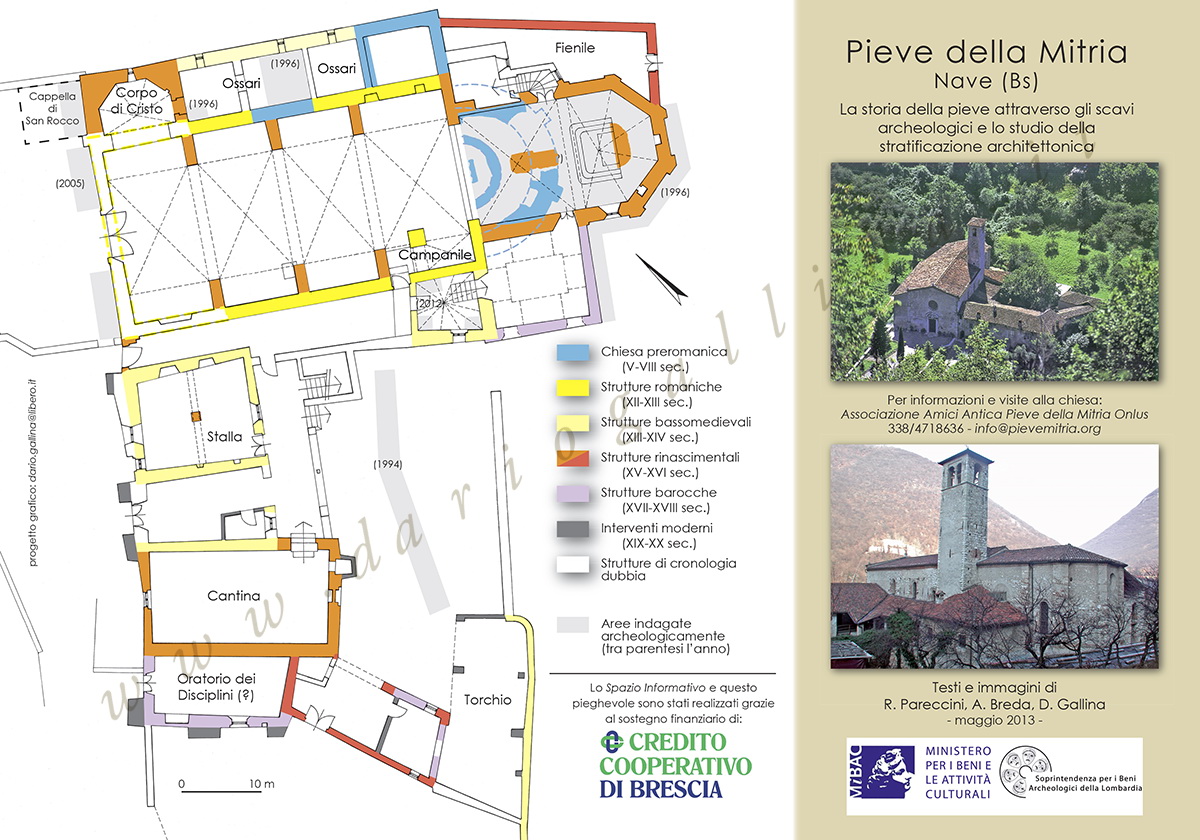 Fienile
(1996)
Ossari
Ossari
Corpo
di Cristo
(1996)
Cappella
di
San Rocco
(2005)
(1996)
Campanile
(2012)
Stalla
(1994)
Cantina
Oratorio dei
Disciplini (?)
Torchio
0 10 m
progetto grafico: dario.gallina@libero.it
Chiesa preromanica
(V-VIII sec.)
Strutture romaniche
(XII-XIII sec.)
Strutture bassomedievali
(XIII-XIV sec.)
Strutture rinascimentali
(XV-XVI sec.)
Strutture barocche
(XVII-XVIII sec.)
Interventi moderni
(XIX-XX sec.)
Strutture di cronologia
dubbia
Aree indagate
archeologicamente
(tra parentesi l'anno)
Lo Spazio Informativo e questo
pieghevole sono stati realizzati grazie
al sostegno finanziario di:
CREDITO
COOPERATIVO
DI BRESCIA
Pieve della Mitria
Nave (Bs)
La storia della pieve attraverso gli scavi
archeologici e lo studio della
stratificazione architettonica
Per informazioni e visite alla chiesa:
Associazione Amici Antica Pieve della Mitria Onlus
338/4718636 - info@pievemitria.org
Testi e immagini di
R. Pareccini, A. Breda, D. Gallina
- maggio 2013 -
MiBAC
MINISTERO
PER I BENI E
LE ATTIVITÀ
CULTURALI
Soprintendenza per i Beni
Archeologici della Lombardia